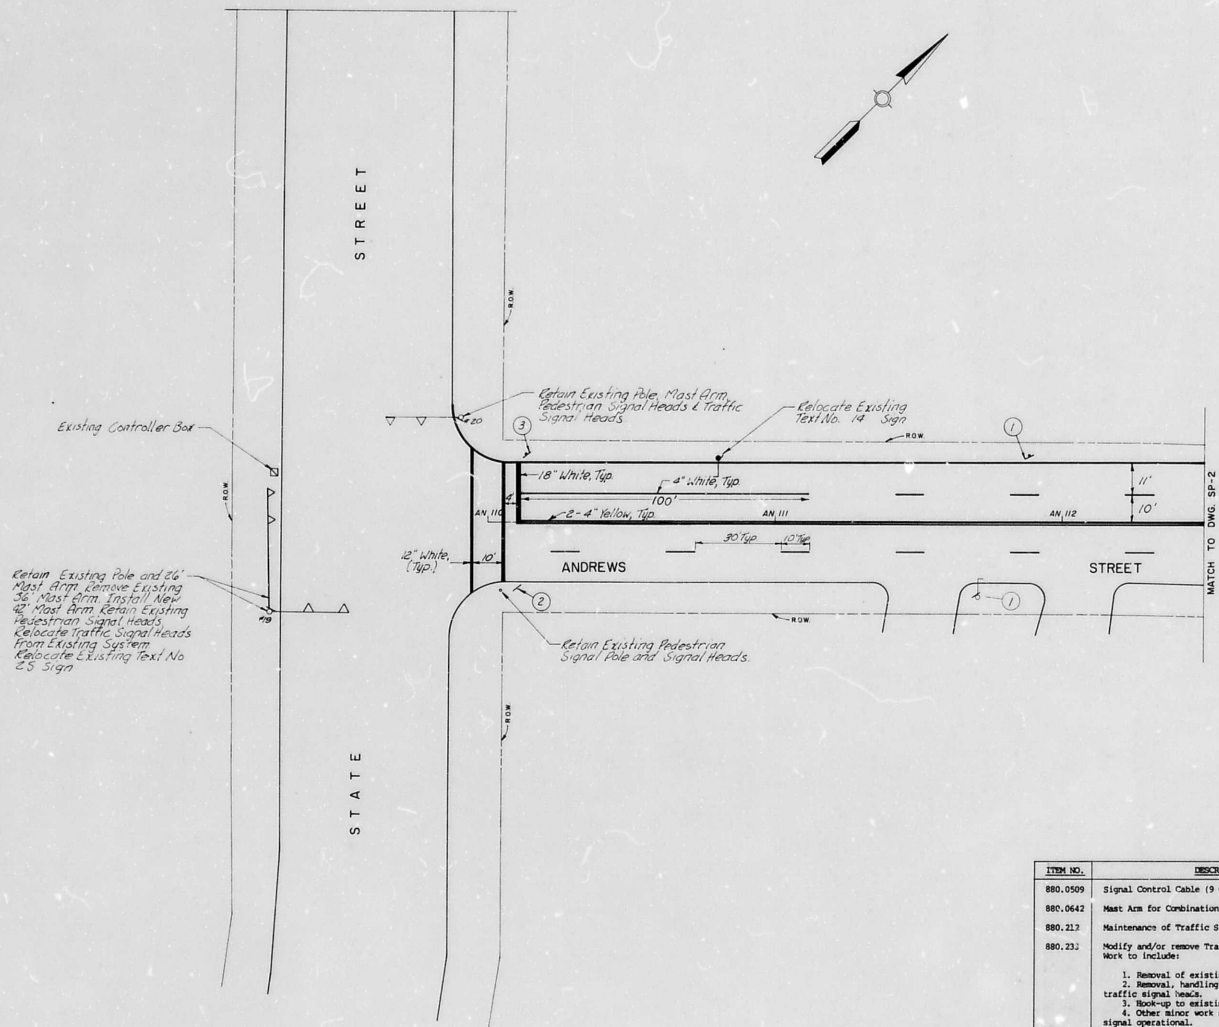 STREET
R.O.W.
Retain Existing Pole, Mast Arm,
Pedestrian Signal Heads & Traffic
Signal Heads
#20
3
Relocate Existing
Text No. 14 Sign
R.O.W.
1
Existing Controller Box
R.O.W.
18" White, Typ.
4'
4" White, Typ.
100'
11'
10'
AN 110
2-4" Yellow, Typ.
AN 111
AN 112
12" White,
(Typ.)
10'
30' Typ.
10' Typ.
ANDREWS
STREET
MATCH TO DWG. SP-2
Retain Existing Pole and 26'
Mast Arm. Remove Existing
36' Mast Arm. Install New
42' Mast Arm. Retain Existing
Pedestrian Signal Heads.
Relocate Traffic Signal Heads
From Existing System
Relocate Existing Text No
25 Sign
#19
2
1
R.O.W.
Retain Existing Pedestrian
Signal Pole and Signal Heads.
R.O.W.
STATE
ITEM NO. DESCR
880.0509 Signal Control Cable (9
880.0642 Mast Arm for Combination
880.212 Maintenance of Traffic S
Modify and/or remove Tra
Work to include:
1. Removal of existi
2. Removal, handling
traffic signal heads.
3. Hook-up to existi
4. Other minor work
signal operational.